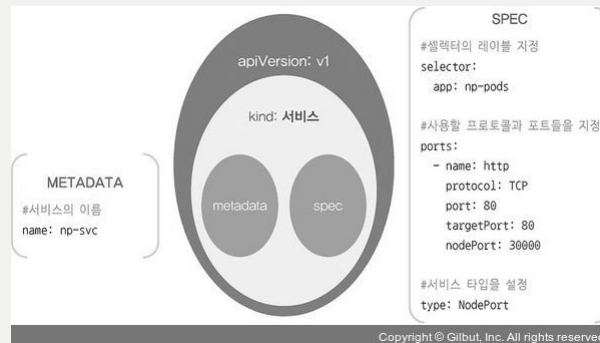 METADATA
#서비스의 이름
name: np-svc
apiVersion: v1
kind: 서비스
metadata
spec
SPEC
#셀렉터의 레이블 지정
selector:
app: np-pods
#사용할 프로토콜과 포트들을 지정
ports:
- name: http
protocol: TCP
port: 80
targetPort: 80
nodePort: 30000
#서비스 타입을 설정
type: NodePort
Copyright © Gilbut, Inc. All rights reserved